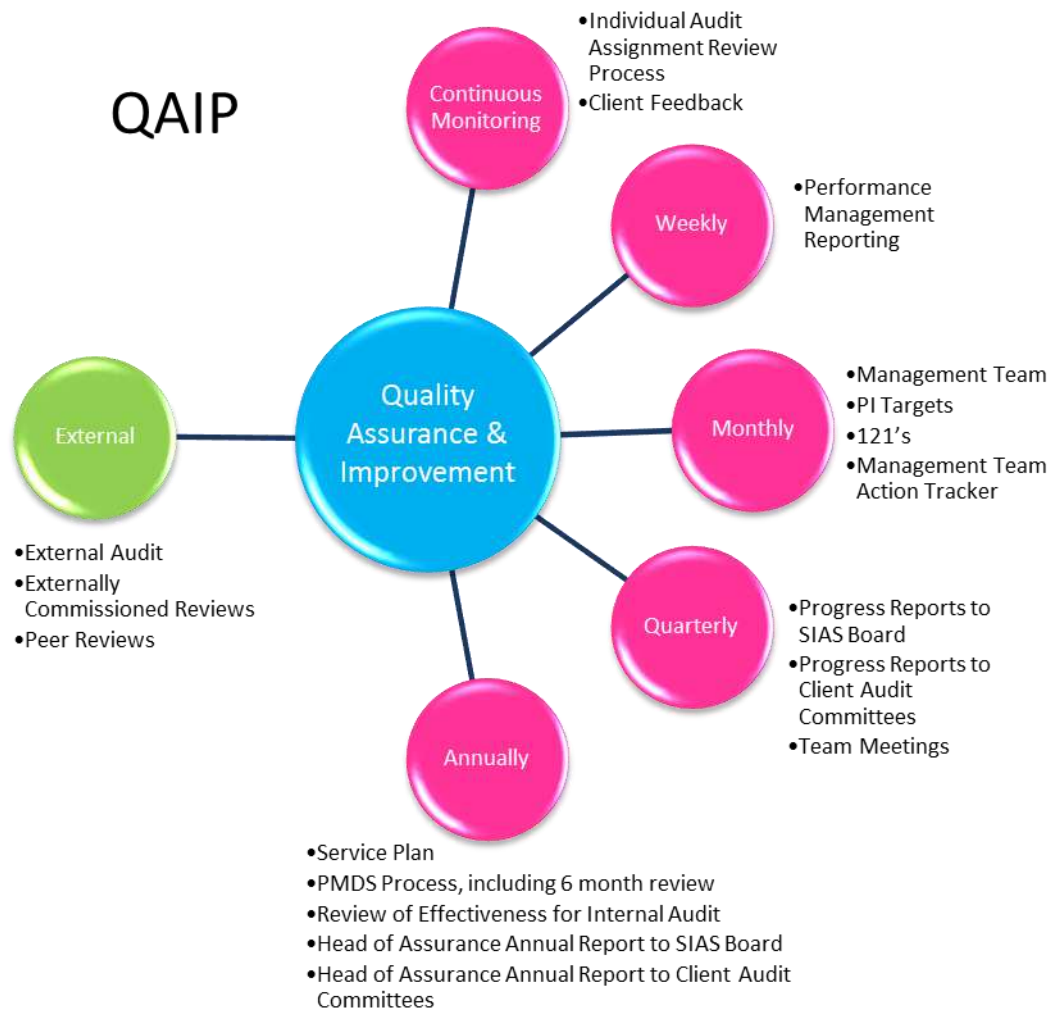 QAIP
Continuous
Monitoring
•Individual Audit
Assignment Review
Process
•Client Feedback
Weekly
•Performance
Management
Reporting
Quality
Assurance &
Improvement
External
•External Audit
•Externally
Commissioned Reviews
•Peer Reviews
Monthly
•Management Team
•PI Targets
•121’s
•Management Team
Action Tracker
Quarterly
•Progress Reports to
SIAS Board
•Progress Reports to
Client Audit
Committees
•Team Meetings
Annually
•Service Plan
•PMDS Process, including 6 month review
•Review of Effectiveness for Internal Audit
•Head of Assurance Annual Report to SIAS Board
•Head of Assurance Annual Report to Client Audit
Committees